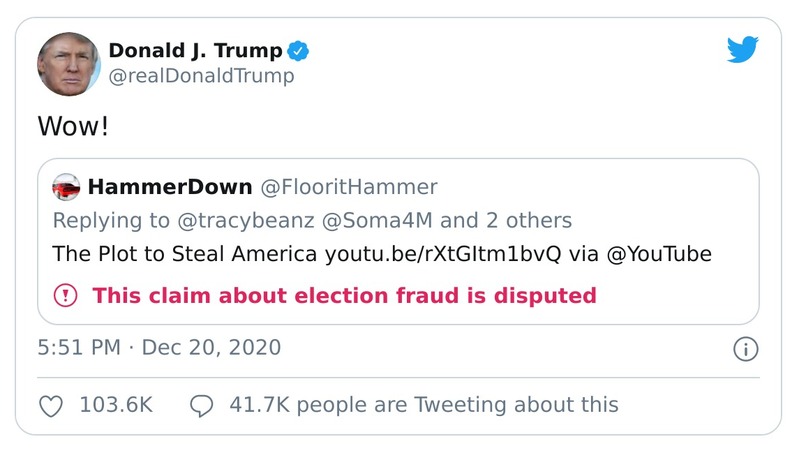 Donald J. Trump
@realDonaldTrump
Wow!
HammerDown @FlooritHammer
Replying to @tracybeanz @Soma4M and 2 others
The Plot to Steal America youtu.be/rXtGItm1bvQ via @YouTube
This claim about election fraud is disputed
5:51 PM · Dec 20, 2020
103.6K 41.7K people are Tweeting about this